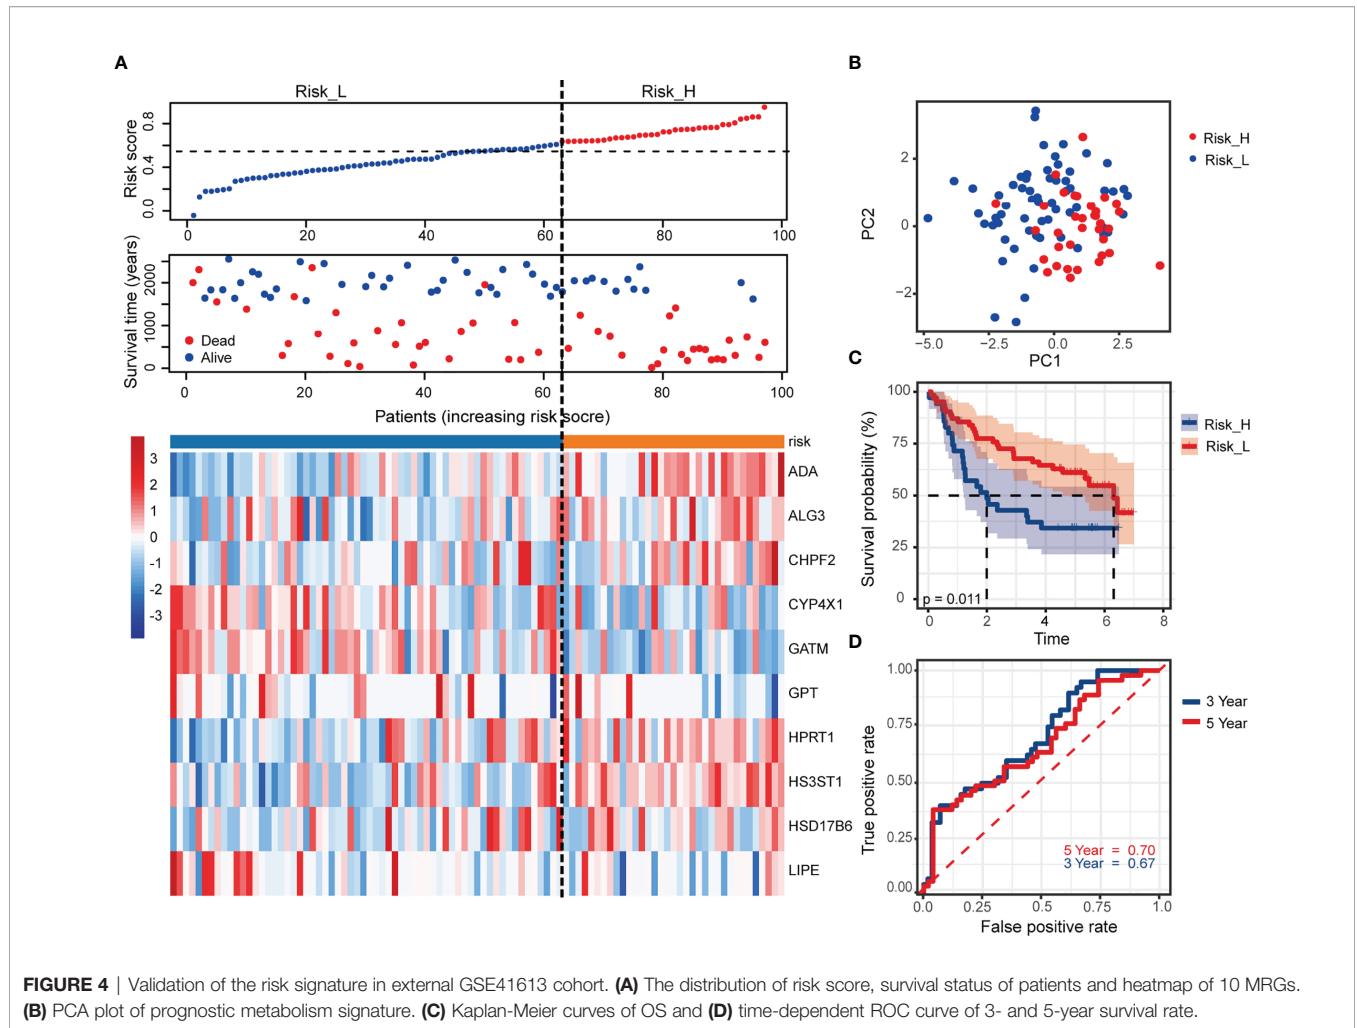 A
Risk_L
Risk_H
Risk score
0.8
0.4
0.0
0
20
40
60
80
100
Survival time (years)
2000
1000
0
Dead
Alive
0
20
40
60
80
100
Patients (increasing risk socre)
3
2
1
0
-1
-2
-3
risk
ADA
ALG3
CHPF2
CYP4X1
GATM
GPT
HPRT1
HS3ST1
HSD17B6
LIPE
B
PC2
2
0
−2
−5.0
−2.5
0.0
2.5
PC1
Risk_H
Risk_L
C
Survival probability (%)
100
75
50
25
0
p = 0.011
0
2
4
6
8
Time
Risk_H
Risk_L
D
True positive rate
1.00
0.75
0.50
0.25
0.00
5 Year = 0.70
3 Year = 0.67
0.0
0.25
0.5
0.75
1.0
False positive rate
3 Year
5 Year
FIGURE 4 | Validation of the risk signature in external GSE41613 cohort. (A) The distribution of risk score, survival status of patients and heatmap of 10 MRGs.
(B) PCA plot of prognostic metabolism signature. (C) Kaplan-Meier curves of OS and (D) time-dependent ROC curve of 3- and 5-year survival rate.